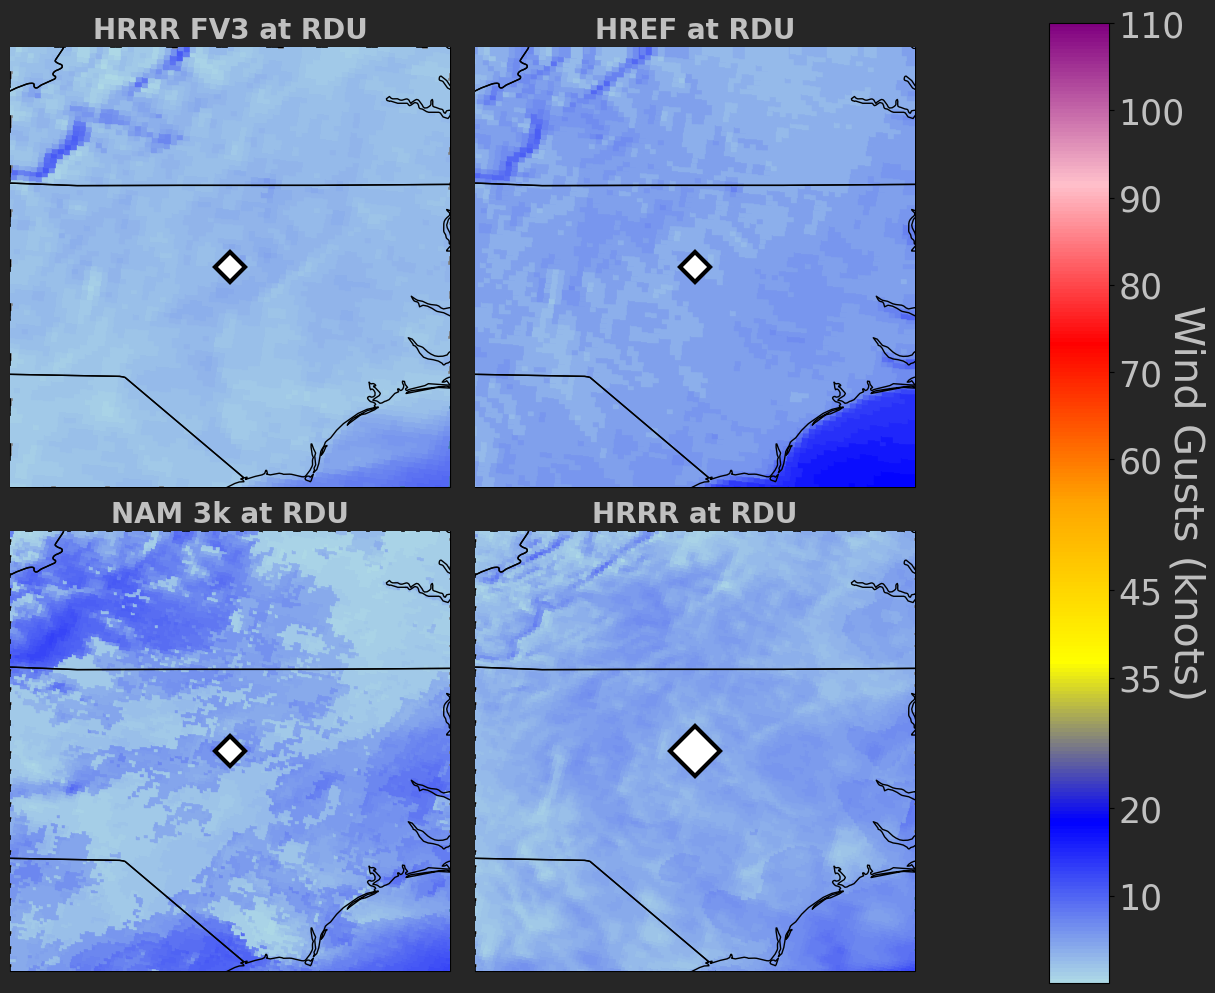 HRRR FV3 at RDU
HREF at RDU
NAM 3k at RDU
HRRR at RDU
110
100
90
80
70
60
45
35
20
10
Wind Gusts (knots)